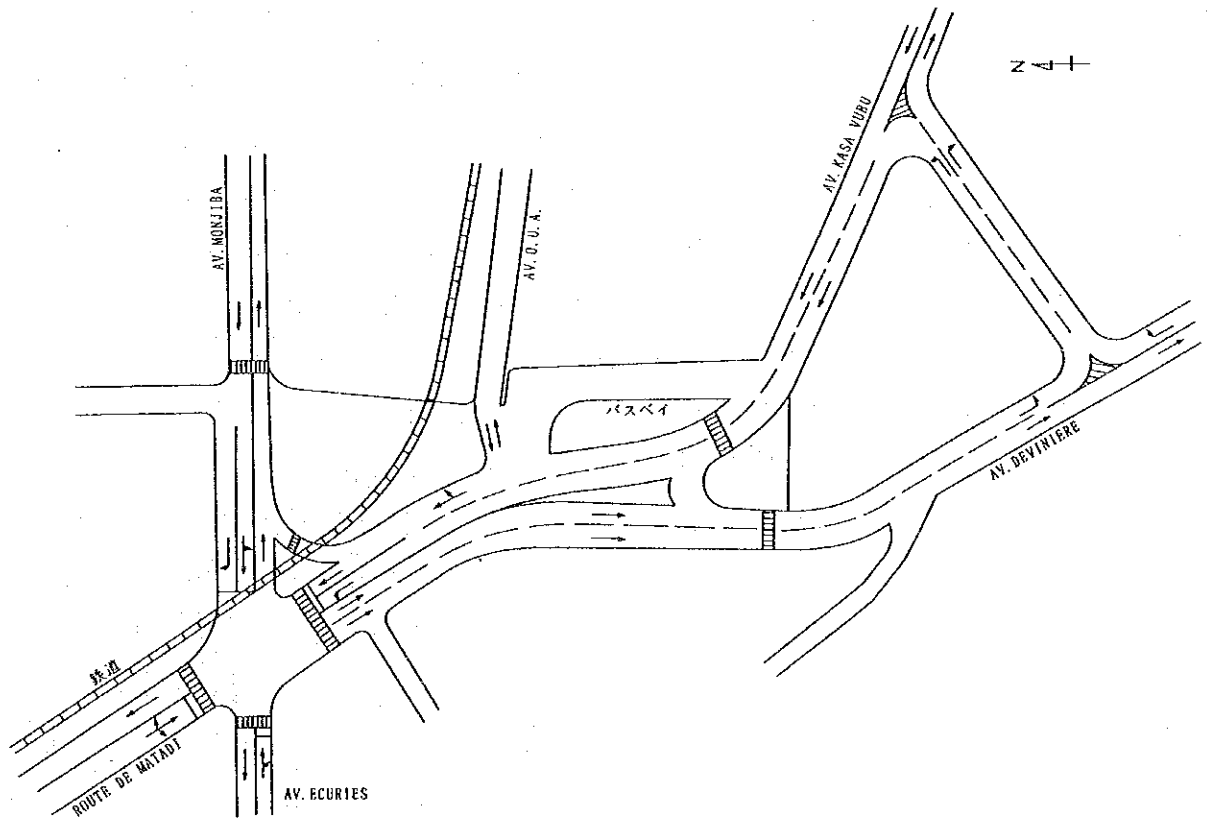 N
AV. KASA VUBU
AV. MONJIBA
AV. O. U. A.
バスベイ
AV. DEVINIERE
鉄道
ROUTE DE MATADI
AV. ECURIES